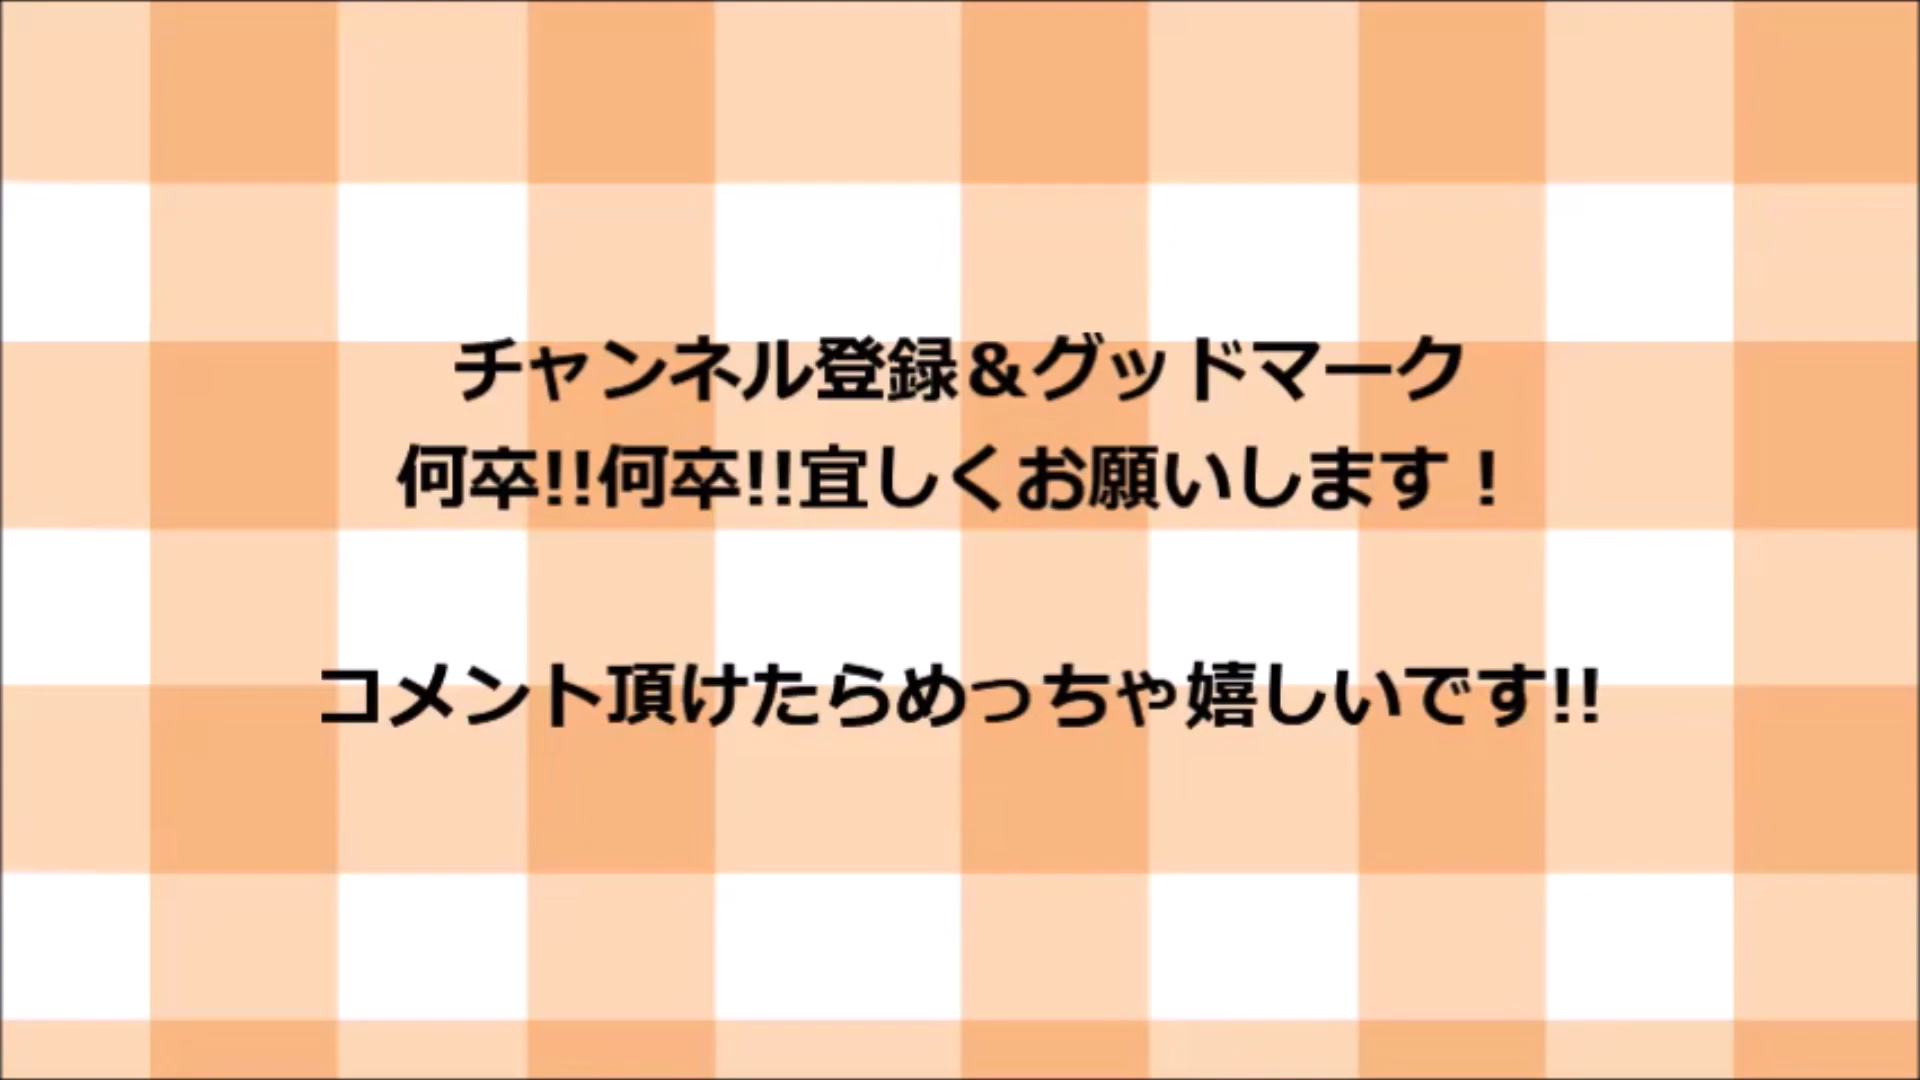 チャンネル登録＆グッドマーク
何卒!!何卒!!宜しくお願いします！
コメント頂けたらめっちゃ嬉しいです!!